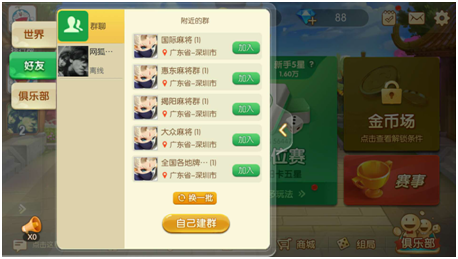 世界
好友
俱乐部
群聊
网狐…
离线
附近的群
国际麻将 (1)
广东省-深圳市
加入
惠东麻将群 (1)
广东省-深圳市
加入
揭阳麻将群 (1)
广东省-深圳市
加入
大众麻将 (1)
广东省-深圳市
加入
全国各地牌… (1)
广东省-深圳市
加入
换一批
自己建群
X0
88
新手5星 ?
1.60万
位赛
卡五星
玩法
金币场
点击查看解锁条件
赛事
商城
组局
俱乐部